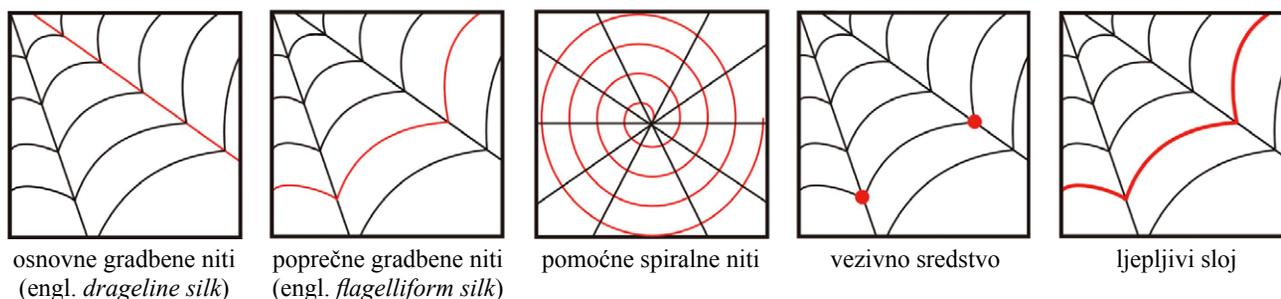 osnovne gradbene niti
(engl. drageline silk)
poprečne gradbene niti
(engl. flagelliform silk)
pomoćne spiralne niti
vezivno sredstvo
ljepljivi sloj